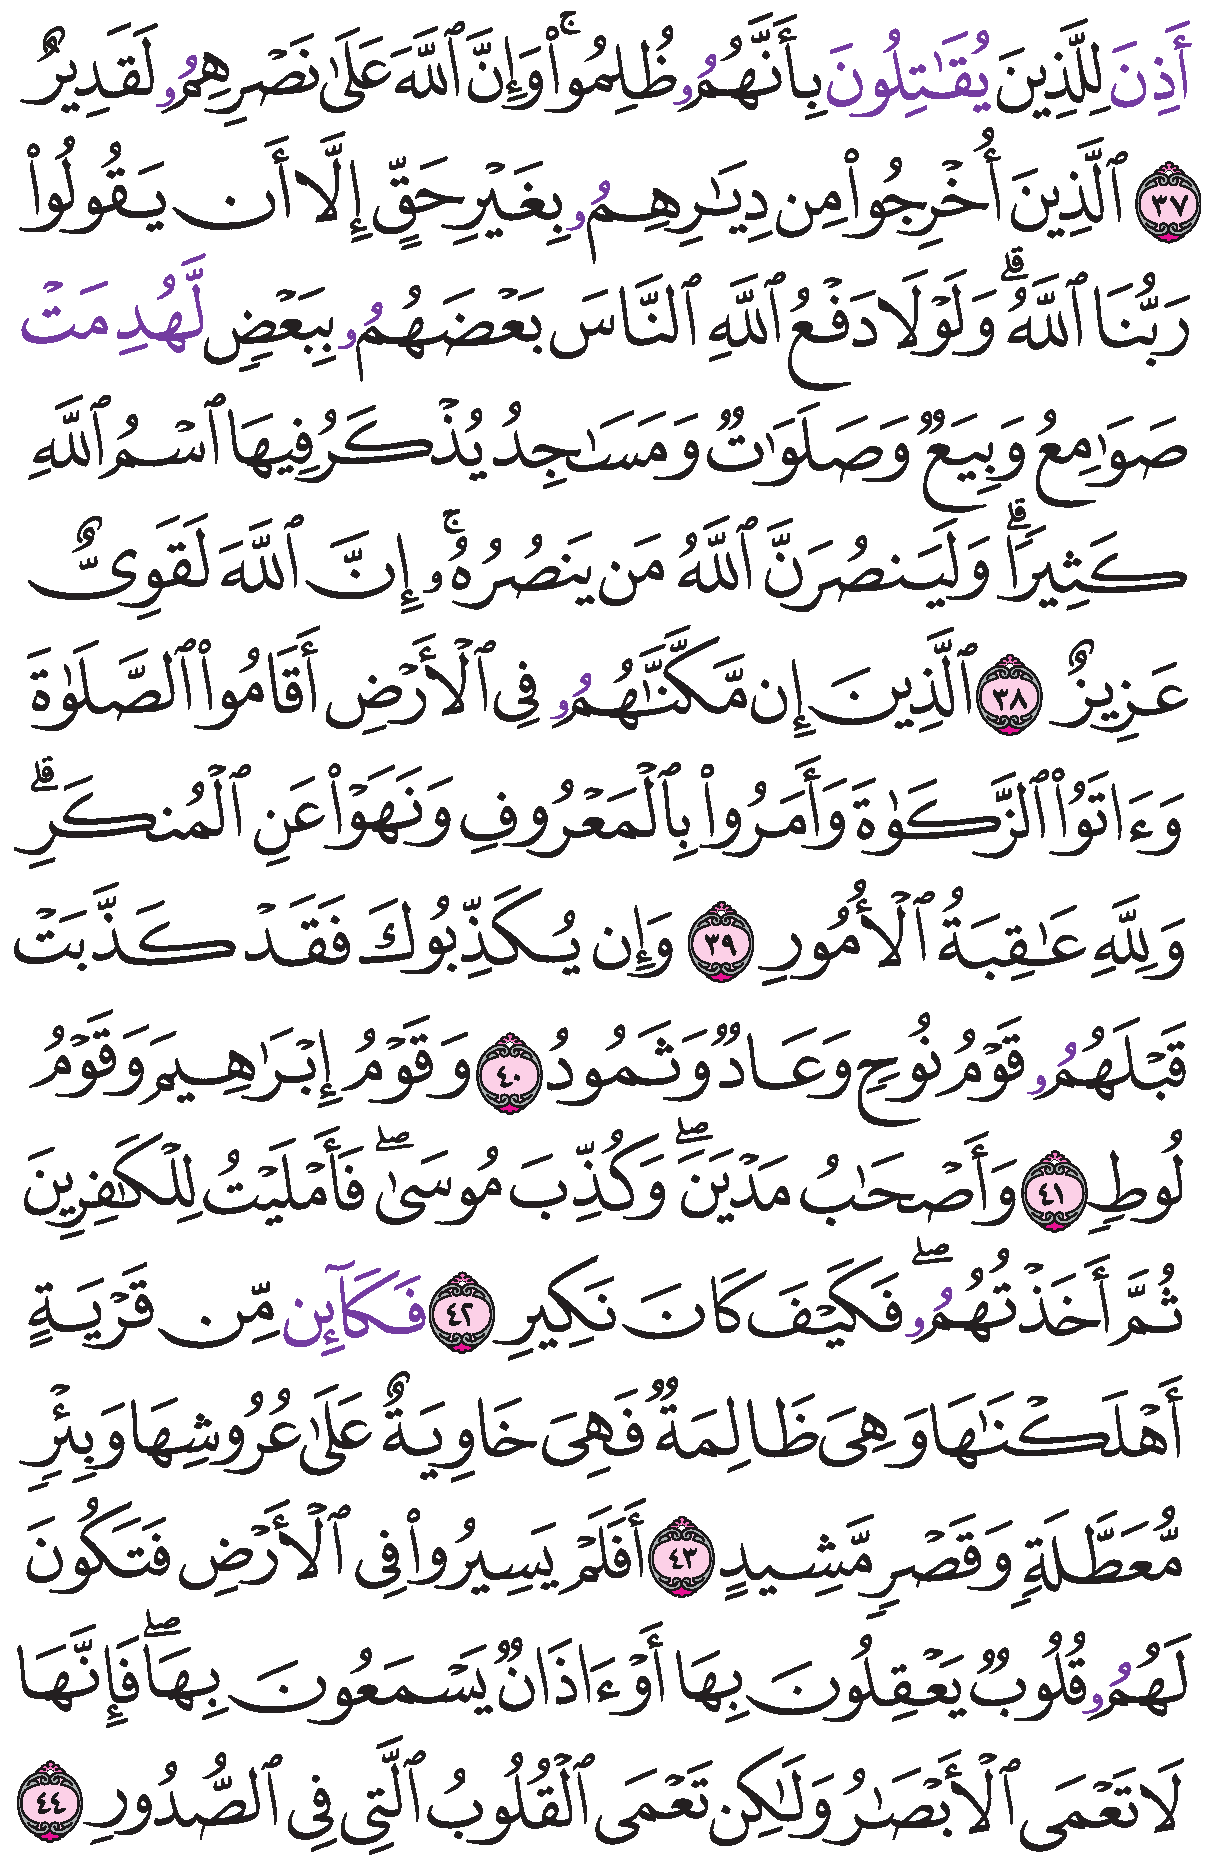 أَذِنَ لِلَّذِينَ يُقَٰتِلُونَ بِأَنَّهُمُۥ ظُلِمُواْۚ وَإِنَّ ٱللَّهَ عَلَىٰ نَصْرِهِمُۥ لَقَدِيرٌ
٣٧ ٱلَّذِينَ أُخْرِجُواْ مِن دِيَٰرِهِمُۥ بِغَيْرِ حَقٍّ إِلَّا أَن يَقُولُواْ
رَبُّنَا ٱللَّهُۗ وَلَوْلَا دَفْعُ ٱللَّهِ ٱلنَّاسَ بَعْضَهُمُۥ بِبَعْضٍ لَّهُدِمَتْ
صَوَٰمِعُ وَبِيَعٌ وَصَلَوَٰتٌ وَمَسَٰجِدُ يُذْكَرُ فِيهَا ٱسْمُ ٱللَّهِ
كَثِيرًاۗ وَلَيَنصُرَنَّ ٱللَّهُ مَن يَنصُرُهُۥۚ إِنَّ ٱللَّهَ لَقَوِىٌّ
عَزِيزٌ ٣٨ ٱلَّذِينَ إِن مَّكَّنَّٰهُمُۥ فِى ٱلْأَرْضِ أَقَامُواْ ٱلصَّلَوٰةَ
وَءَاتَوُاْ ٱلزَّكَوٰةَ وَأَمَرُواْ بِٱلْمَعْرُوفِ وَنَهَوْاْ عَنِ ٱلْمُنكَرِۗ
وَلِلَّهِ عَٰقِبَةُ ٱلْأُمُورِ ٣٩ وَإِن يُكَذِّبُوكَ فَقَدْ كَذَّبَتْ
قَبْلَهُمُۥ قَوْمُ نُوحٍ وَعَادٌ وَثَمُودُ ٤٠ وَقَوْمُ إِبْرَٰهِيمَ وَقَوْمُ
لُوطٍ ٤١ وَأَصْحَٰبُ مَدْيَنَۖ وَكُذِّبَ مُوسَىٰۖ فَأَمْلَيْتُ لِلْكَٰفِرِينَ
ثُمَّ أَخَذْتُهُمُۥۖ فَكَيْفَ كَانَ نَكِيرِ ٤٢ فَكَآئِن مِّن قَرْيَةٍ
أَهْلَكْنَٰهَا وَهِىَ ظَالِمَةٌ فَهِىَ خَاوِيَةٌ عَلَىٰ عُرُوشِهَا وَبِئْرٍ
مُّعَطَّلَةٍ وَقَصْرٍ مَّشِيدٍ ٤٣ أَفَلَمْ يَسِيرُواْ فِى ٱلْأَرْضِ فَتَكُونَ
لَهُمُۥ قُلُوبٌ يَعْقِلُونَ بِهَا أَوْ ءَاذَانٌ يَسْمَعُونَ بِهَاۖ فَإِنَّهَا
لَا تَعْمَى ٱلْأَبْصَٰرُ وَلَٰكِن تَعْمَى ٱلْقُلُوبُ ٱلَّتِى فِى ٱلصُّدُورِ ٤٤